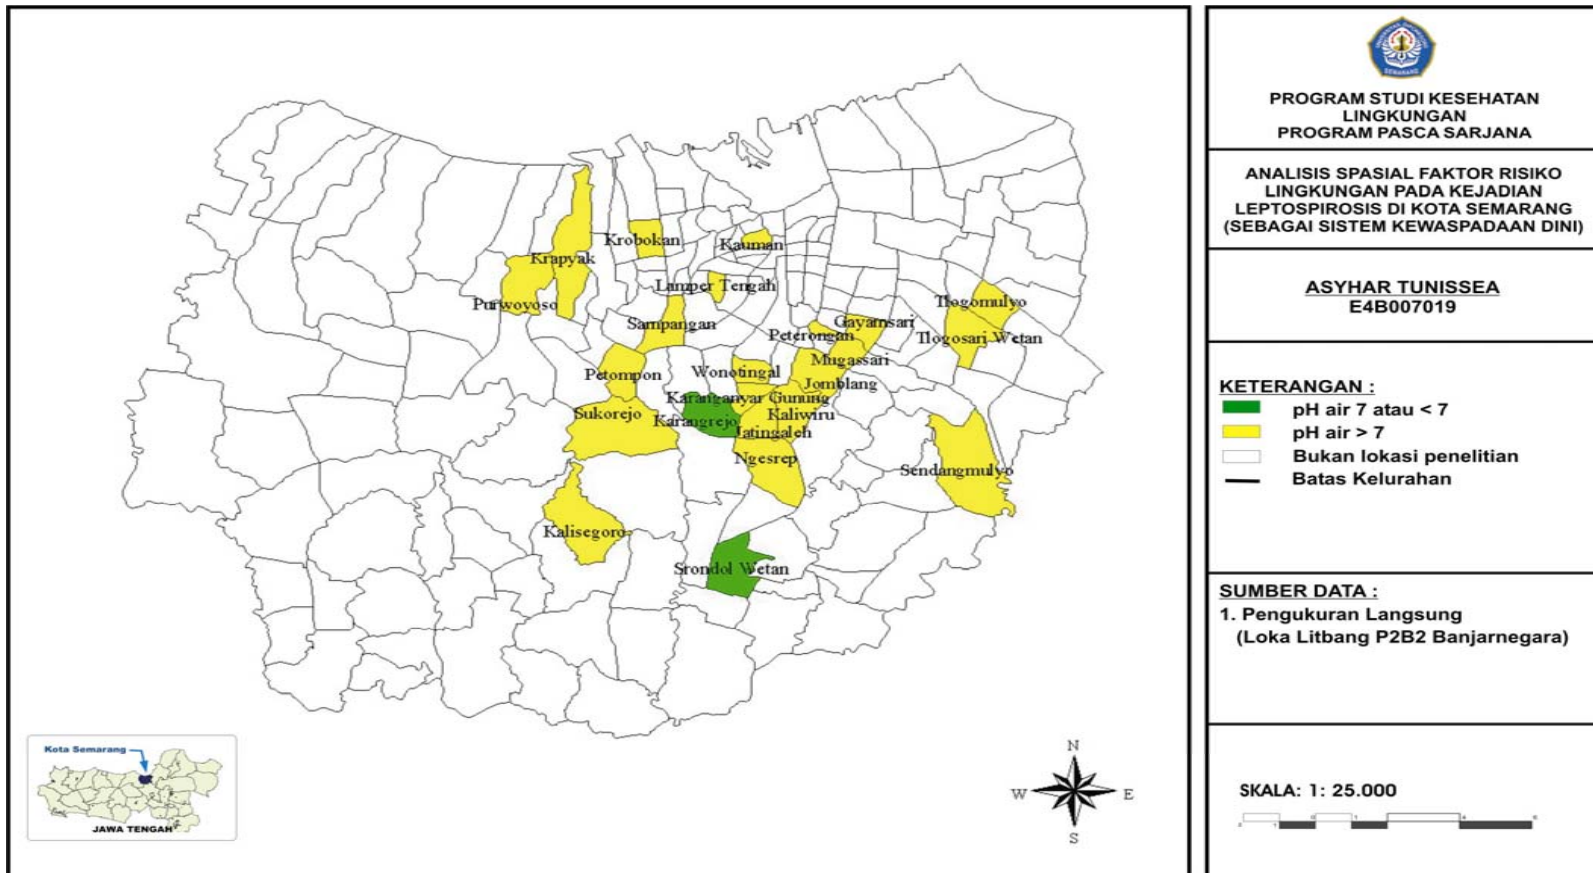 Krobokan
Kauman
Krapyak
Lamper Tengah
Purwoyoso
Tlogomulyo
Sampangan
Gayamsari
Peterongan
Tlogosari Wetan
Mugassari
Petompon
Wonotingal
Jomblang
Karanganyar Gunung
Sukorejo
Kaliwiru
Karangrejo
Jatingaleh
Ngesrep
Sendangmulyo
Kalisegoro
Srondol Wetan
Kota Semarang
JAWA TENGAH
N
W
E
S
PROGRAM STUDI KESEHATAN
LINGKUNGAN
PROGRAM PASCA SARJANA
ANALISIS SPASIAL FAKTOR RISIKO
LINGKUNGAN PADA KEJADIAN
LEPTOSPIROSIS DI KOTA SEMARANG
(SEBAGAI SISTEM KEWASPADAAN DINI)
ASYHAR TUNISSEA
E4B007019
KETERANGAN :
pH air 7 atau < 7
pH air > 7
Bukan lokasi penelitian
Batas Kelurahan
SUMBER DATA :
1. Pengukuran Langsung
(Loka Litbang P2B2 Banjarnegara)
SKALA: 1: 25.000